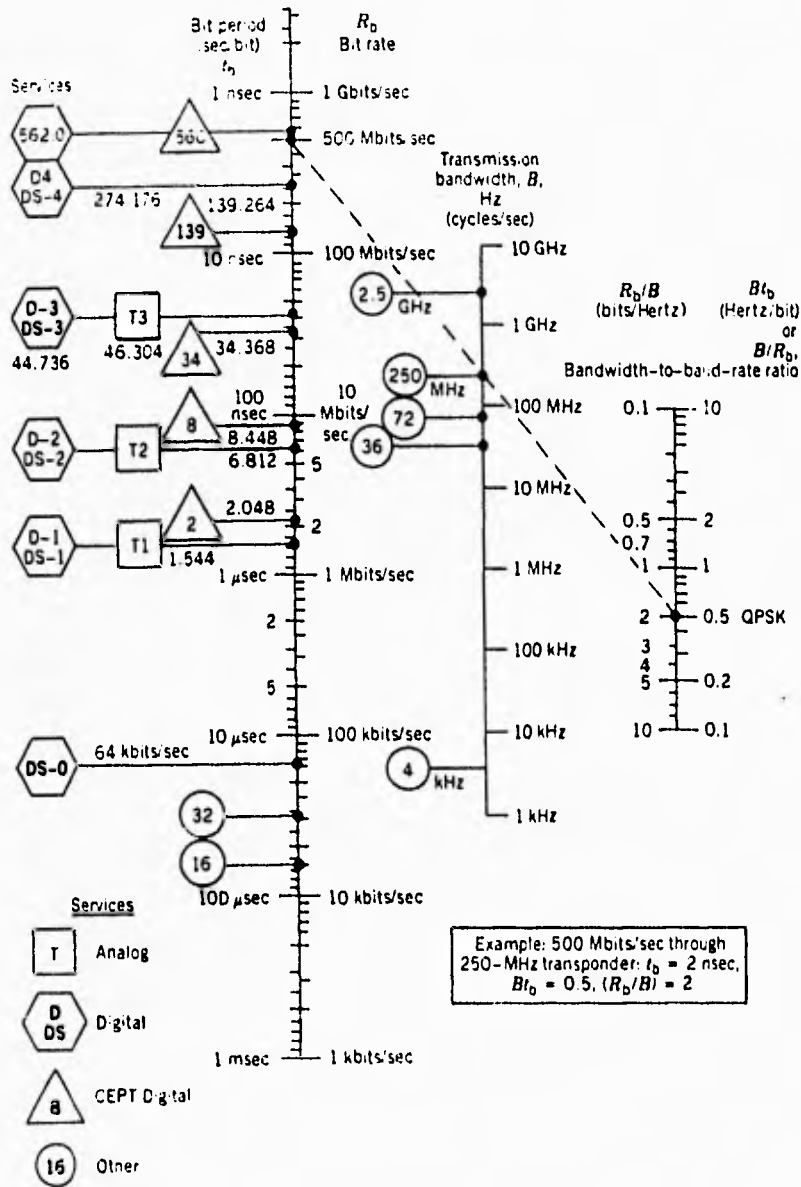 Bit period
(sec/bit)
t_b
R_b
Bit rate
Services
1 nsec
1 Gbits/sec
562.0
560
500 Mbits/sec
D4
DS-4
274.176
139.264
139
10 nsec
100 Mbits/sec
D-3
DS-3
T3
44.736
46.304
34
34.368
100
nsec
10
Mbits/
sec
8
8.448
D-2
DS-2
T2
6.812
5
2.048
2
2
D-1
DS-1
T1
1.544
1 μsec
1 Mbits/sec
2
5
10 μsec
100 kbits/sec
64 kbits/sec
DS-0
32
16
100 μsec
10 kbits/sec
1 msec
1 kbits/sec
Transmission
bandwidth, B,
Hz
(cycles/sec)
10 GHz
2.5
GHz
1 GHz
250
MHz
100 MHz
72
36
10 MHz
1 MHz
100 kHz
10 kHz
4
kHz
1 kHz
R_b/B
(bits/Hertz)
Bt_b
(Hertz/bit)
or
B/R_b,
Bandwidth-to-band-rate ratio
0.1
10
0.5
2
0.7
1
1
2
0.5 QPSK
3
4
5
0.2
10
0.1
Services
T
Analog
D
DS
Digital
8
CEPT Digital
16
Other
Example: 500 Mbits/sec through
250-MHz transponder: t_b = 2 nsec,
Bt_b = 0.5, (R_b/B) = 2